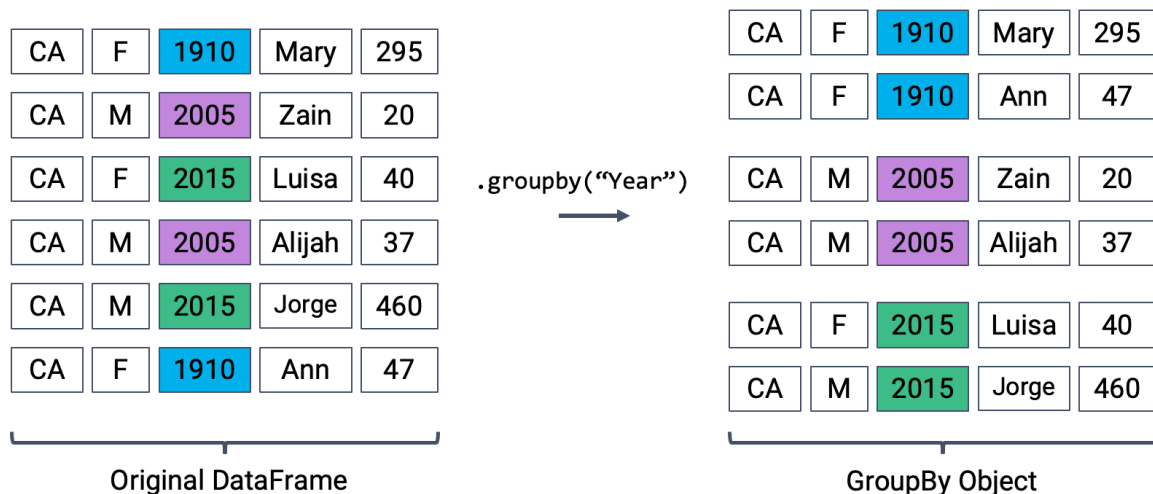 CA F 1910 Mary 295
CA M 2005 Zain 20
CA F 2015 Luisa 40
CA M 2005 Alijah 37
CA M 2015 Jorge 460
CA F 1910 Ann 47
Original DataFrame
.groupby(“Year”)
CA F 1910 Mary 295
CA F 1910 Ann 47
CA M 2005 Zain 20
CA M 2005 Alijah 37
CA F 2015 Luisa 40
CA M 2015 Jorge 460
GroupBy Object